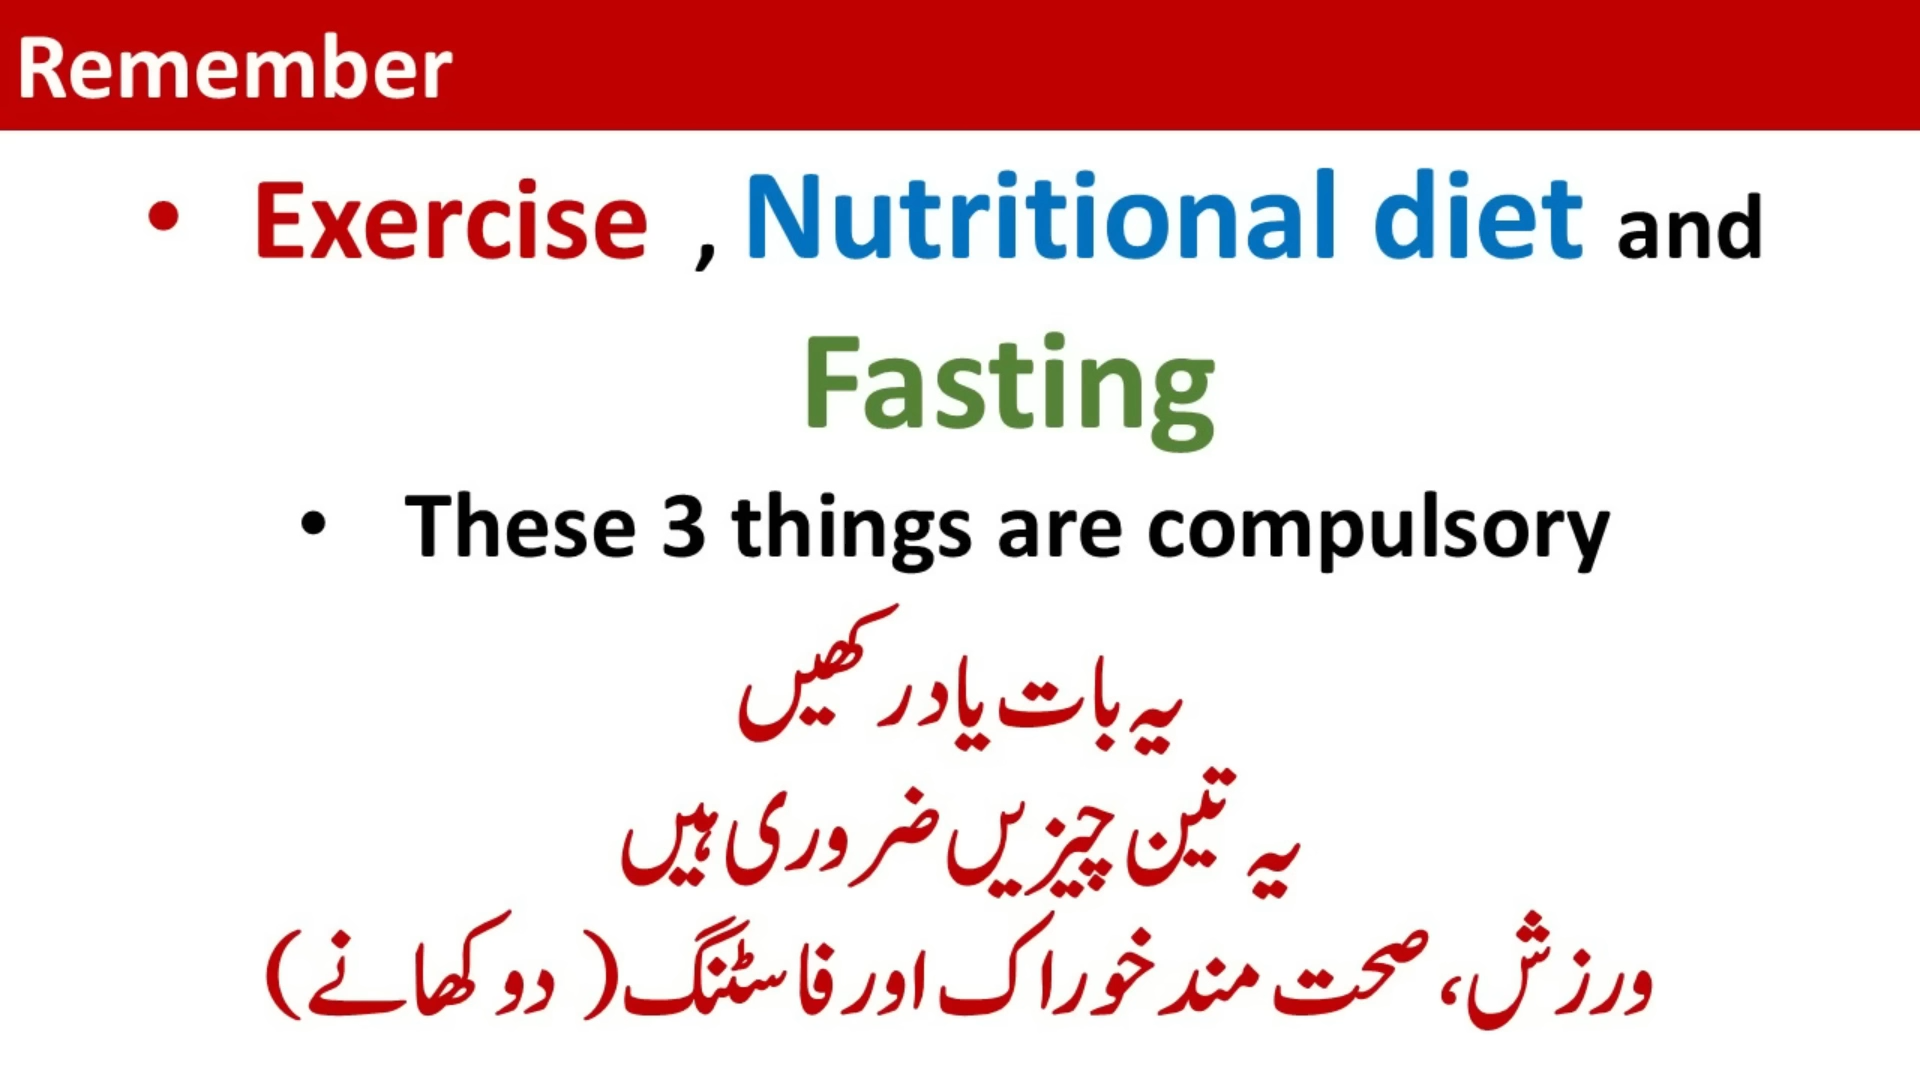 Remember
• Exercise , Nutritional diet and
Fasting
• These 3 things are compulsory
یہ بات یاد رکھیں
یہ تین چیزیں ضروری ہیں
ورزش، صحت مند خوراک اور فاسٹنگ( دو کھانے)